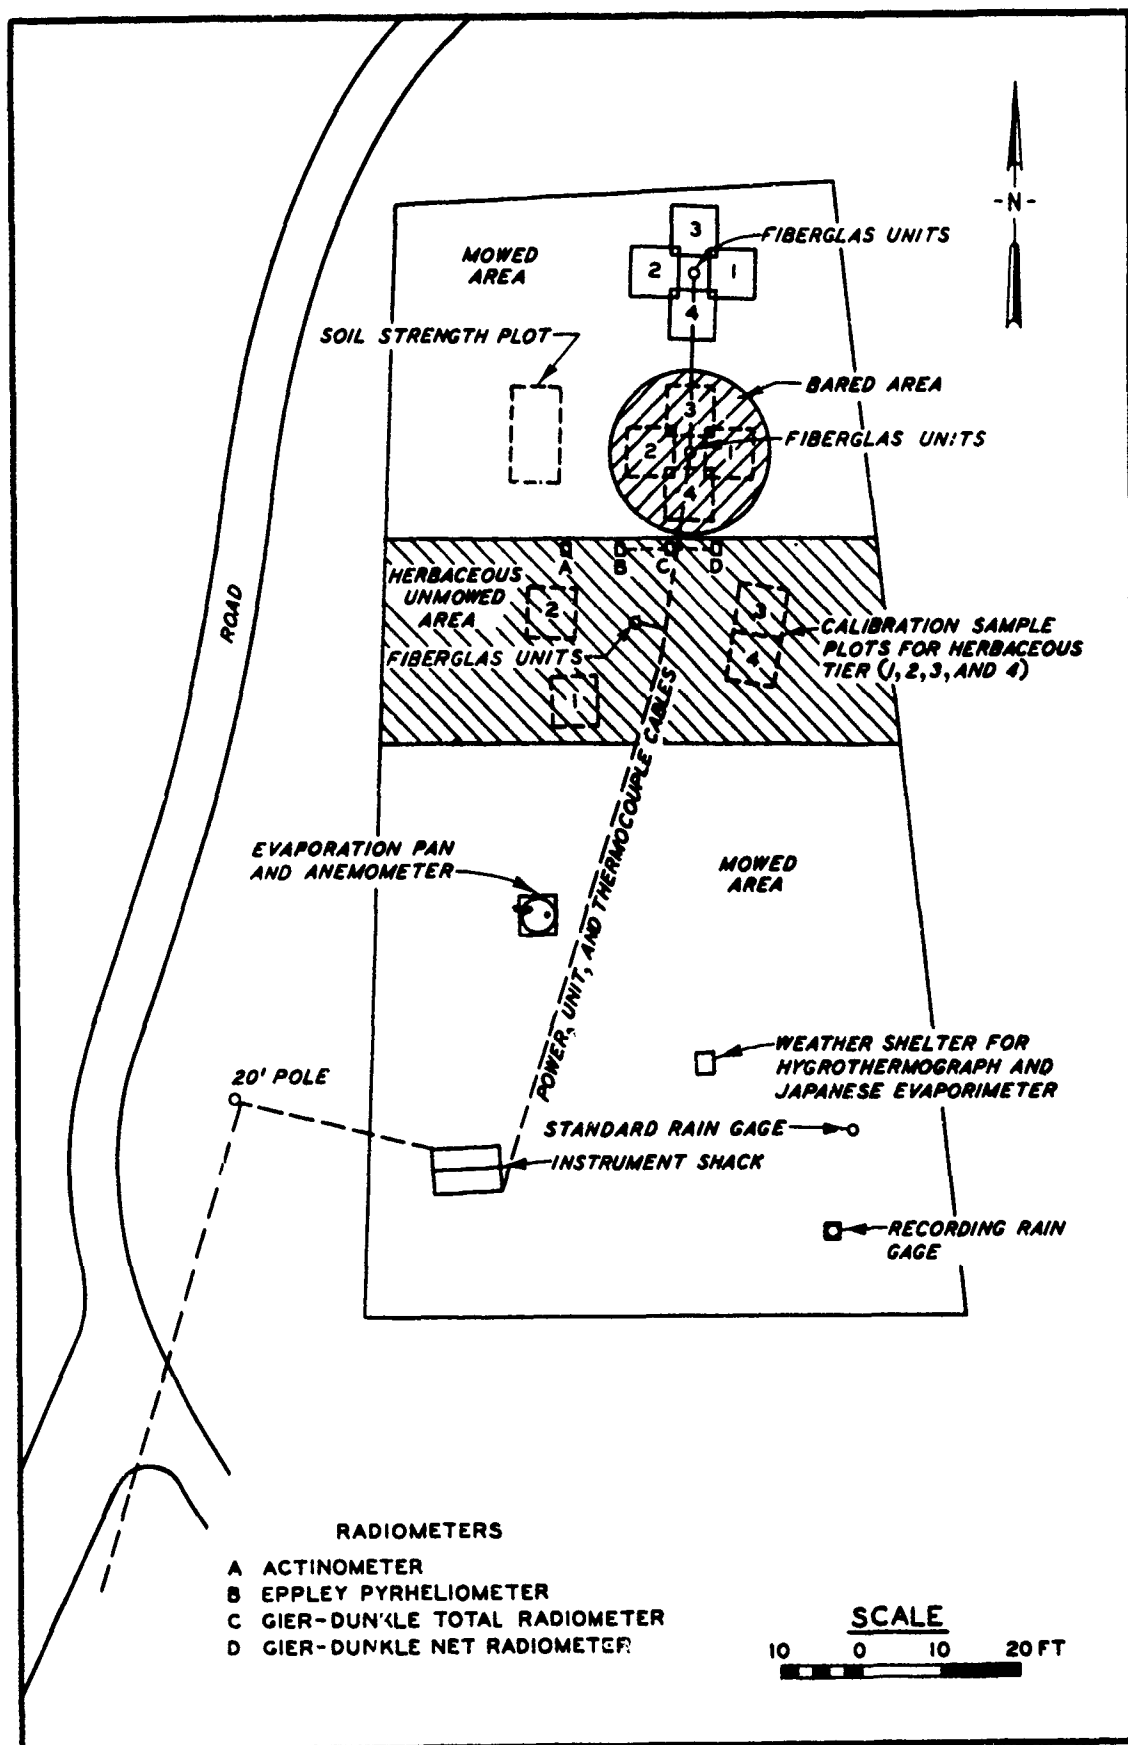 -N-
3
FIBERGLAS UNITS
MOWED
AREA
2
1
4
SOIL STRENGTH PLOT
BARED AREA
3
FIBERGLAS UNITS
2
1
4
A
B
C
D
HERBACEOUS
UNMOWED
AREA
2
3
CALIBRATION SAMPLE
PLOTS FOR HERBACEOUS
TIER (1, 2, 3, AND 4)
4
FIBERGLAS UNITS
1
ROAD
POWER, UNIT, AND THERMOCOUPLE CABLES
EVAPORATION PAN
AND ANEMOMETER
MOWED
AREA
WEATHER SHELTER FOR
HYGROTHERMOGRAPH AND
JAPANESE EVAPORIMETER
20' POLE
STANDARD RAIN GAGE
INSTRUMENT SHACK
RECORDING RAIN
GAGE
RADIOMETERS
A ACTINOMETER
B EPPLEY PYRHELIOMETER
C GIER-DUNKLE TOTAL RADIOMETER
D GIER-DUNKLE NET RADIOMETER
SCALE
10 0 10 20 FT